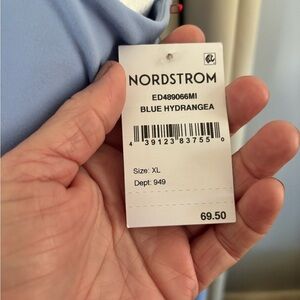 NORDSTROM
ED489066MI
BLUE HYDRANGEA
4 39123 83755 0
Size: XL
Dept: 949
69.50